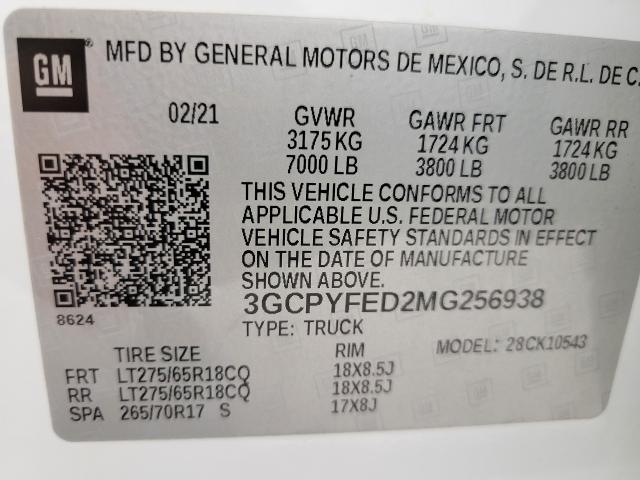 GM
MFD BY GENERAL MOTORS DE MEXICO, S. DE R.L. DE C.
02/21 GVWR GAWR FRT GAWR RR
3175 KG 1724 KG 1724 KG
7000 LB 3800 LB 3800 LB
THIS VEHICLE CONFORMS TO ALL
APPLICABLE U.S. FEDERAL MOTOR
VEHICLE SAFETY STANDARDS IN EFFECT
ON THE DATE OF MANUFACTURE
SHOWN ABOVE.
3GCPYFED2MG256938
8624
TYPE: TRUCK
MODEL: 28CK10543
TIRE SIZE RIM
FRT LT275/65R18CQ 18X8.5J
RR LT275/65R18CQ 18X8.5J
SPA 265/70R17 S 17X8J